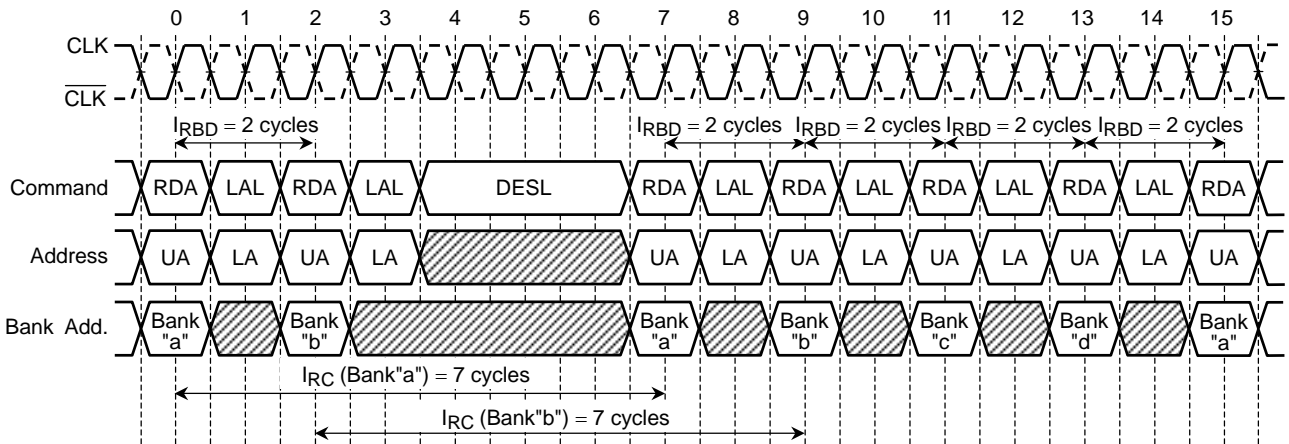 0 1 2 3 4 5 6 7 8 9 10 11 12 13 14 15
CLK
CLK
IRBD = 2 cycles IRBD = 2 cycles IRBD = 2 cycles IRBD = 2 cycles IRBD = 2 cycles
Command RDA LAL RDA LAL DESL RDA LAL RDA LAL RDA LAL RDA LAL RDA
Address UA LA UA LA UA LA UA LA UA LA UA LA UA
Bank Add. Bank "a" Bank "b" Bank "a" Bank "b" Bank "c" Bank "d" Bank "a"
IRC (Bank"a") = 7 cycles
IRC (Bank"b") = 7 cycles